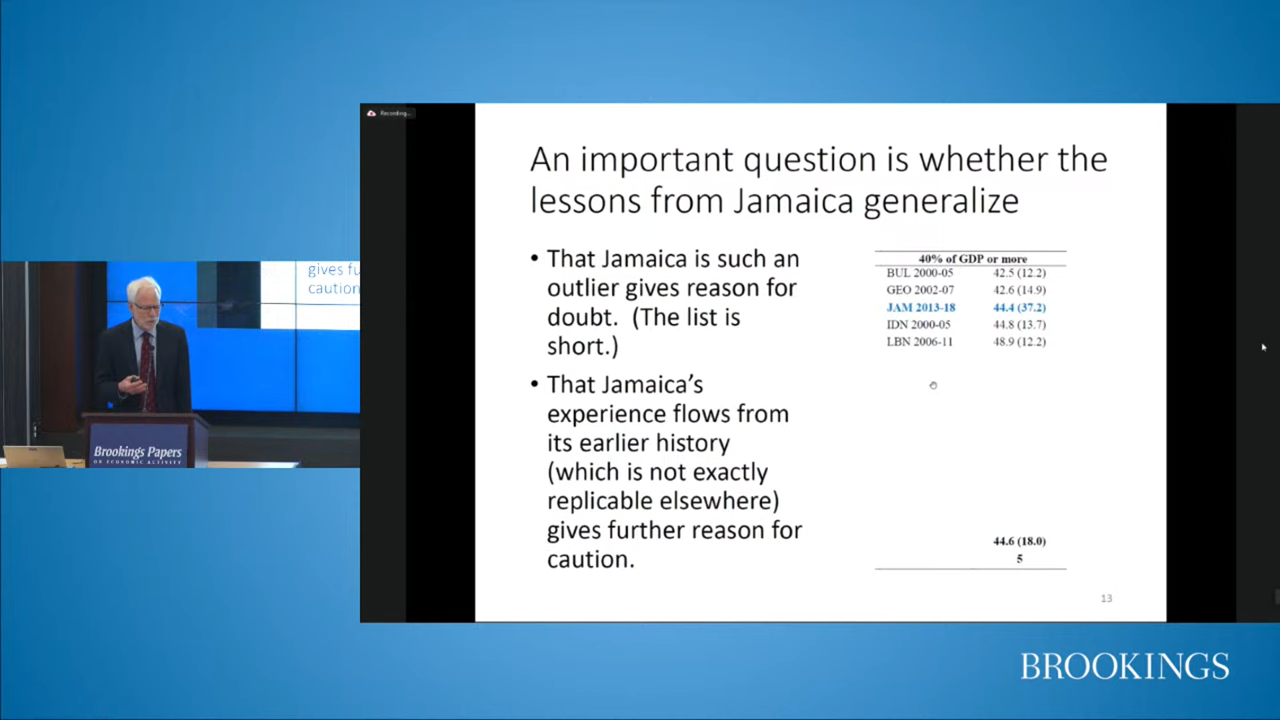 Recording...
An important question is whether the
lessons from Jamaica generalize
• That Jamaica is such an
outlier gives reason for
doubt. (The list is
short.)
• That Jamaica's
experience flows from
its earlier history
(which is not exactly
replicable elsewhere)
gives further reason for
caution.
40% of GDP or more
BUL 2000-05 42.5 (12.2)
GEO 2002-07 42.6 (14.9)
JAM 2013-18 44.4 (37.2)
IDN 2000-05 44.8 (13.7)
LBN 2006-11 48.9 (12.2)
44.6 (18.0)
5
13
gives fu
caution
Brookings Papers
ON ECONOMIC ACTIVITY
BROOKINGS